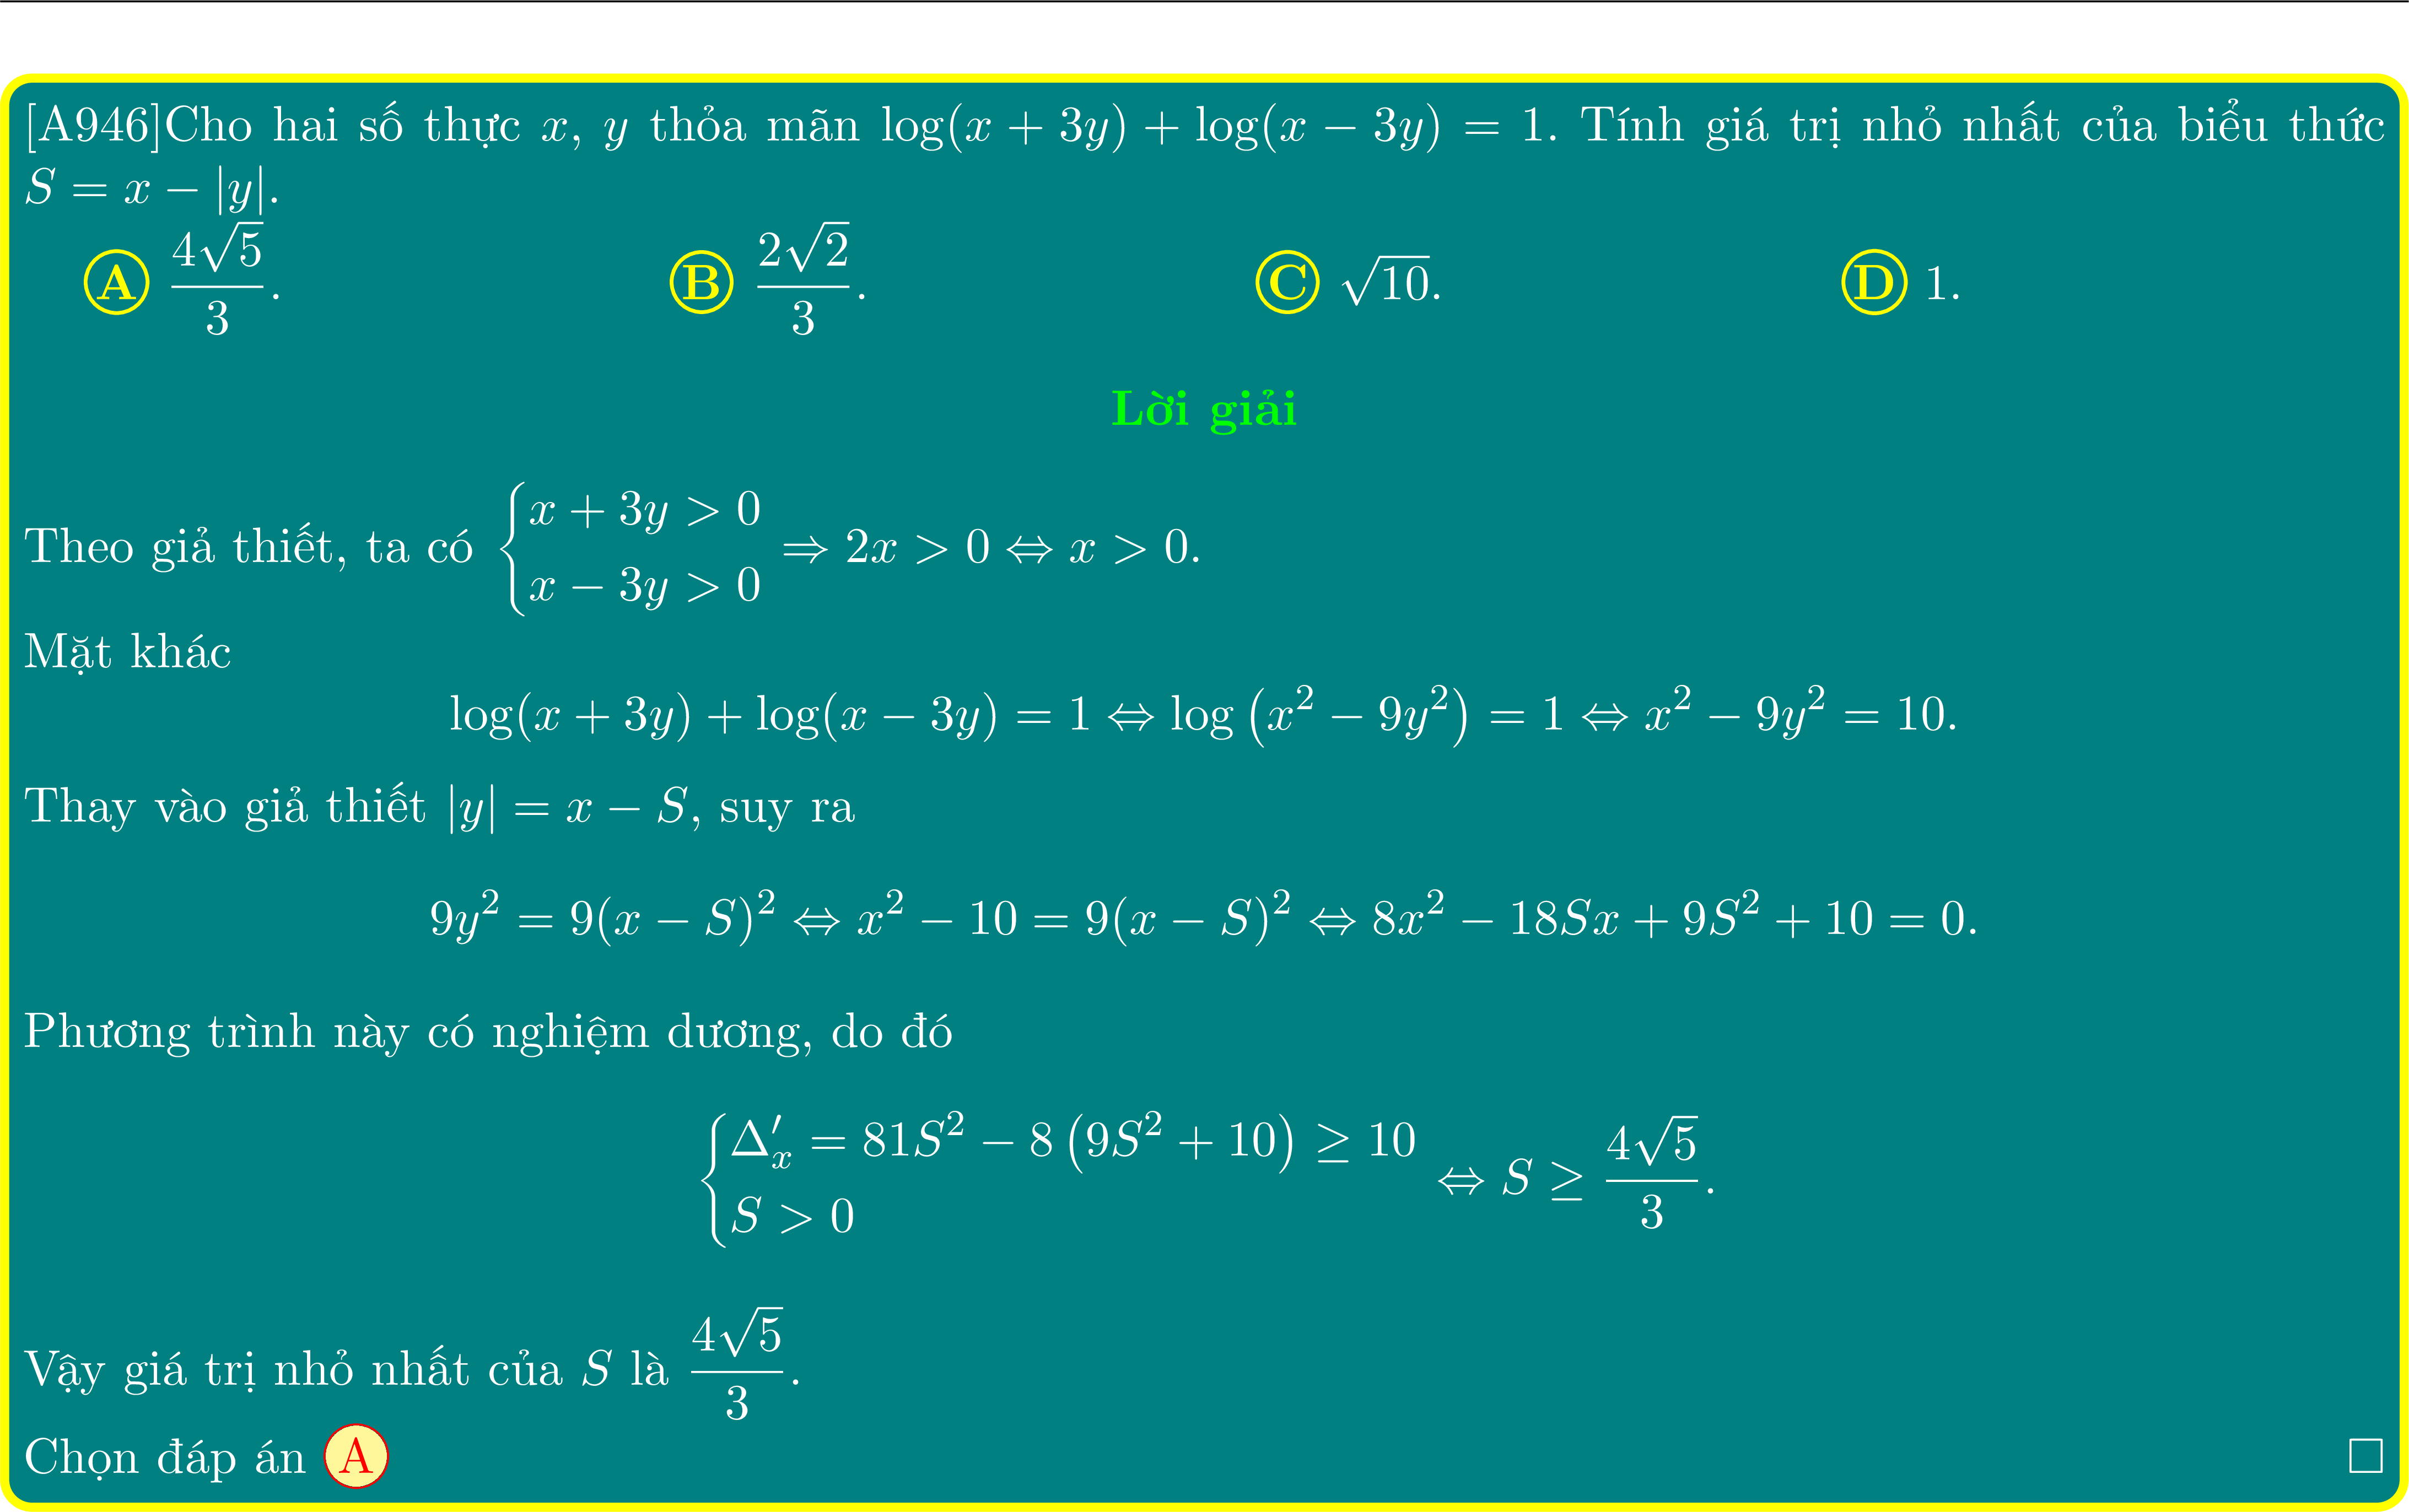 [A946]Cho hai số thực x, y thỏa mãn log(x + 3y) + log(x − 3y) = 1. Tính giá trị nhỏ nhất của biểu thức
S = x − |y|.
A $\frac{4\sqrt{5}}{3}$. B $\frac{2\sqrt{2}}{3}$. C $\sqrt{10}$. D 1.
Lời giải
Theo giả thiết, ta có $\begin{cases} x + 3y > 0 \\ x - 3y > 0 \end{cases} \Rightarrow 2x > 0 \Leftrightarrow x > 0.$
Mặt khác
$\log(x + 3y) + \log(x - 3y) = 1 \Leftrightarrow \log\left(x^2 - 9y^2\right) = 1 \Leftrightarrow x^2 - 9y^2 = 10.$
Thay vào giả thiết |y| = x − S, suy ra
$9y^2 = 9(x - S)^2 \Leftrightarrow x^2 - 10 = 9(x - S)^2 \Leftrightarrow 8x^2 - 18Sx + 9S^2 + 10 = 0.$
Phương trình này có nghiệm dương, do đó
$\begin{cases} \Delta'_x = 81S^2 - 8\left(9S^2 + 10\right) \geq 10 \\ S > 0 \end{cases} \Leftrightarrow S \geq \frac{4\sqrt{5}}{3}.$
Vậy giá trị nhỏ nhất của S là $\frac{4\sqrt{5}}{3}$.
Chọn đáp án A □